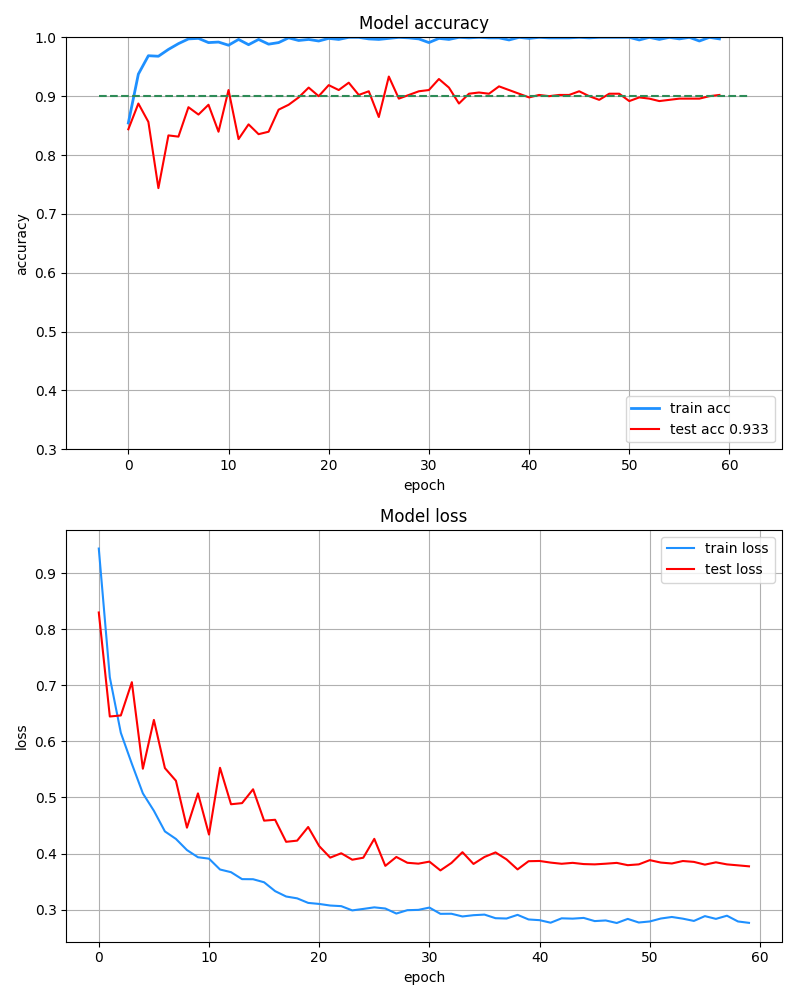 Model accuracy
1.0
0.9
0.8
0.7
0.6
0.5
0.4
0.3
accuracy
train acc
test acc 0.933
0 10 20 30 40 50 60
epoch
Model loss
0.9
0.8
0.7
0.6
0.5
0.4
0.3
loss
train loss
test loss
0 10 20 30 40 50 60
epoch